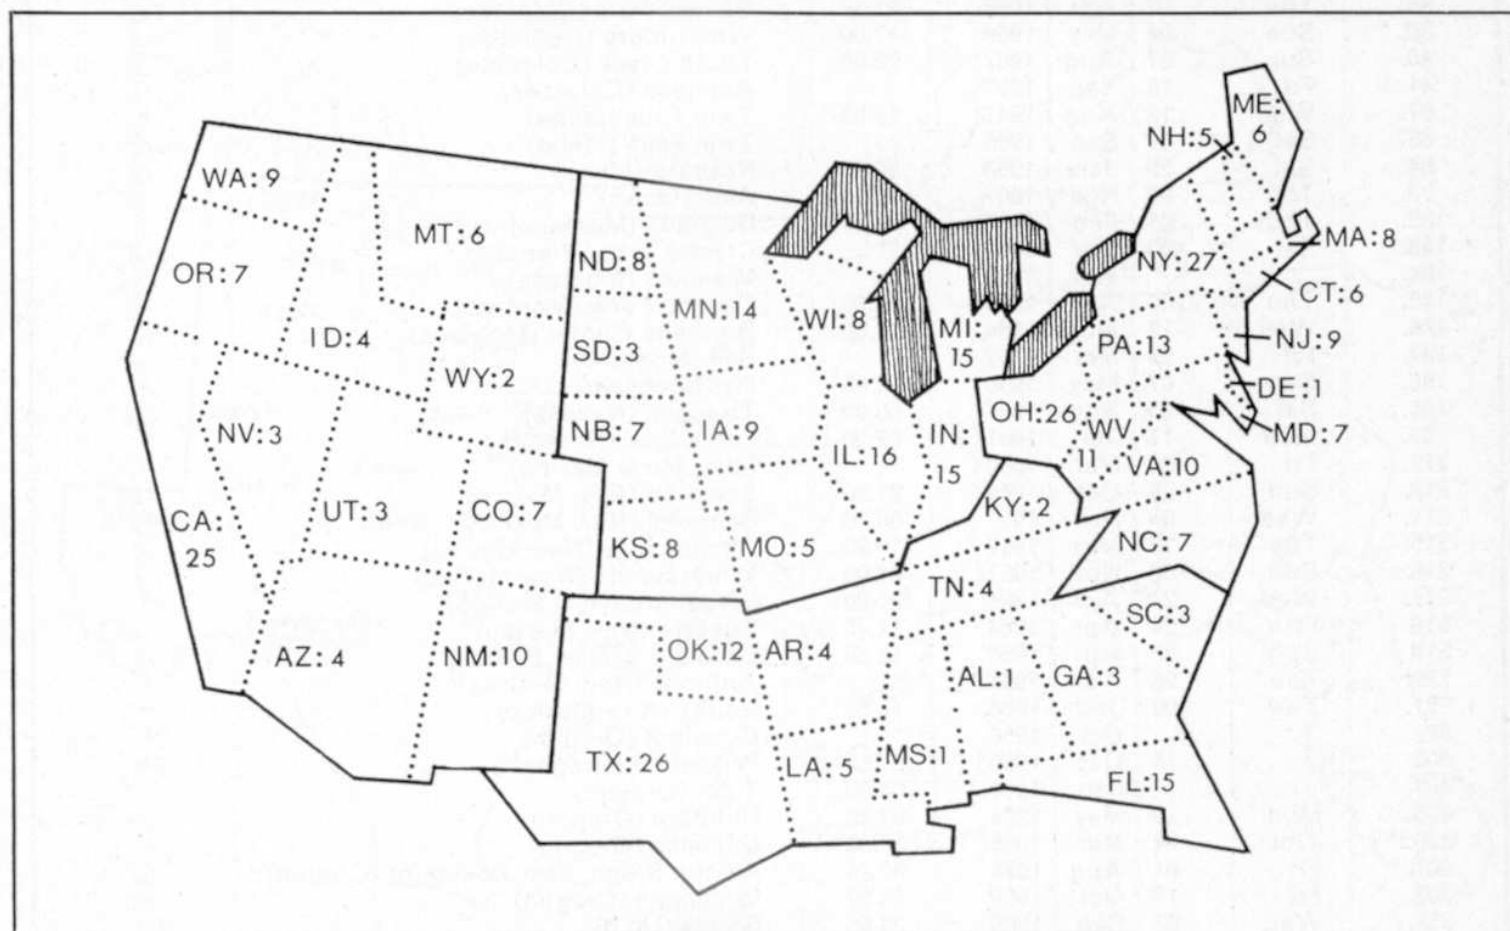 ME:
6
NH:5
WA: 9
MT: 6
MA: 8
OR: 7
ND: 8
NY: 27
CT: 6
MN: 14
WI: 8
MI:
15
ID: 4
PA: 13
NJ: 9
SD: 3
WY: 2
DE: 1
OH:26
NV: 3
NB: 7
IA: 9
IN:
15
WV:
11
MD: 7
IL: 16
VA:10
CA:
25
UT: 3
CO: 7
KY: 2
KS: 8
MO: 5
NC: 7
TN: 4
SC: 3
AZ: 4
NM:10
OK:12
AR: 4
AL: 1
GA: 3
TX: 26
LA: 5
MS:1
FL: 15